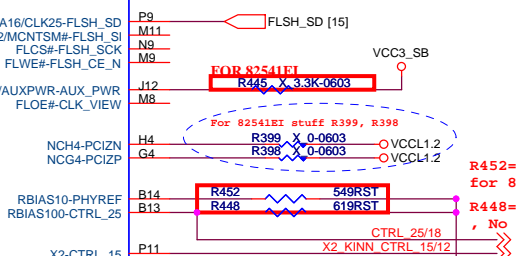 A16/CLK25-FLSH_SD P9 FLSH_SD [15]
2/MCNTSM#-FLSH_SI M11
FLCS#-FLSH_SCK N9
FLWE#-FLSH_CE_N M9
VCC3_SB
FOR 82541EI
/AUXPWR-AUX_PWR J12 R445 X 3.3K-0603
FLOE#-CLK_VIEW M8
For 82541EI stuff R399, R398
NCH4-PCIZN H4 R399 X 0-0603 VCCL1.2
NCG4-PCIZP G4 R398 X 0-0603 VCCL1.2
R452=
for 8
RBIAS10-PHYREF B14 R452 549RST
RBIAS100-CTRL_25 B13 R448 619RST
R448=
, No
CTRL_25/18
X2-CTRL_15 P11 X2_KINN_CTRL_15/12